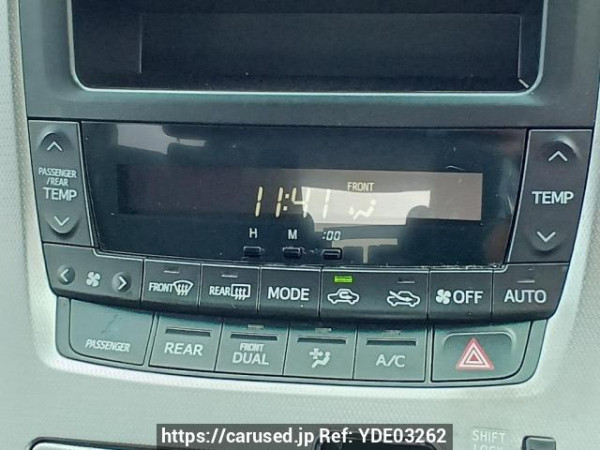 FRONT
11:41
H M :00
PASSENGER
/REAR
TEMP
TEMP
FRONT REAR MODE OFF AUTO
PASSENGER REAR FRONT DUAL A/C
SHIFT
LOCK
https://carused.jp Ref: YDE03262